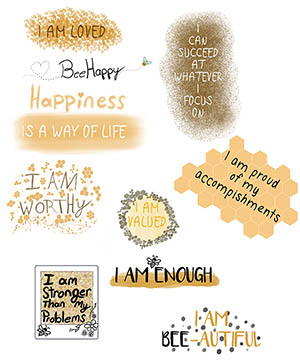 I AM LOVED
BeeHappy
Happiness
IS A WAY OF LIFE
I
CAN
SUCCEED
AT
WHATEVER
I
FOCUS
ON
I AM
WORTHY
I AM
VALUED
I am proud
of my
accomplishments
I am
Stronger
Than My
Problems
I AM ENOUGH
I AM
BEE-AUTIFUL